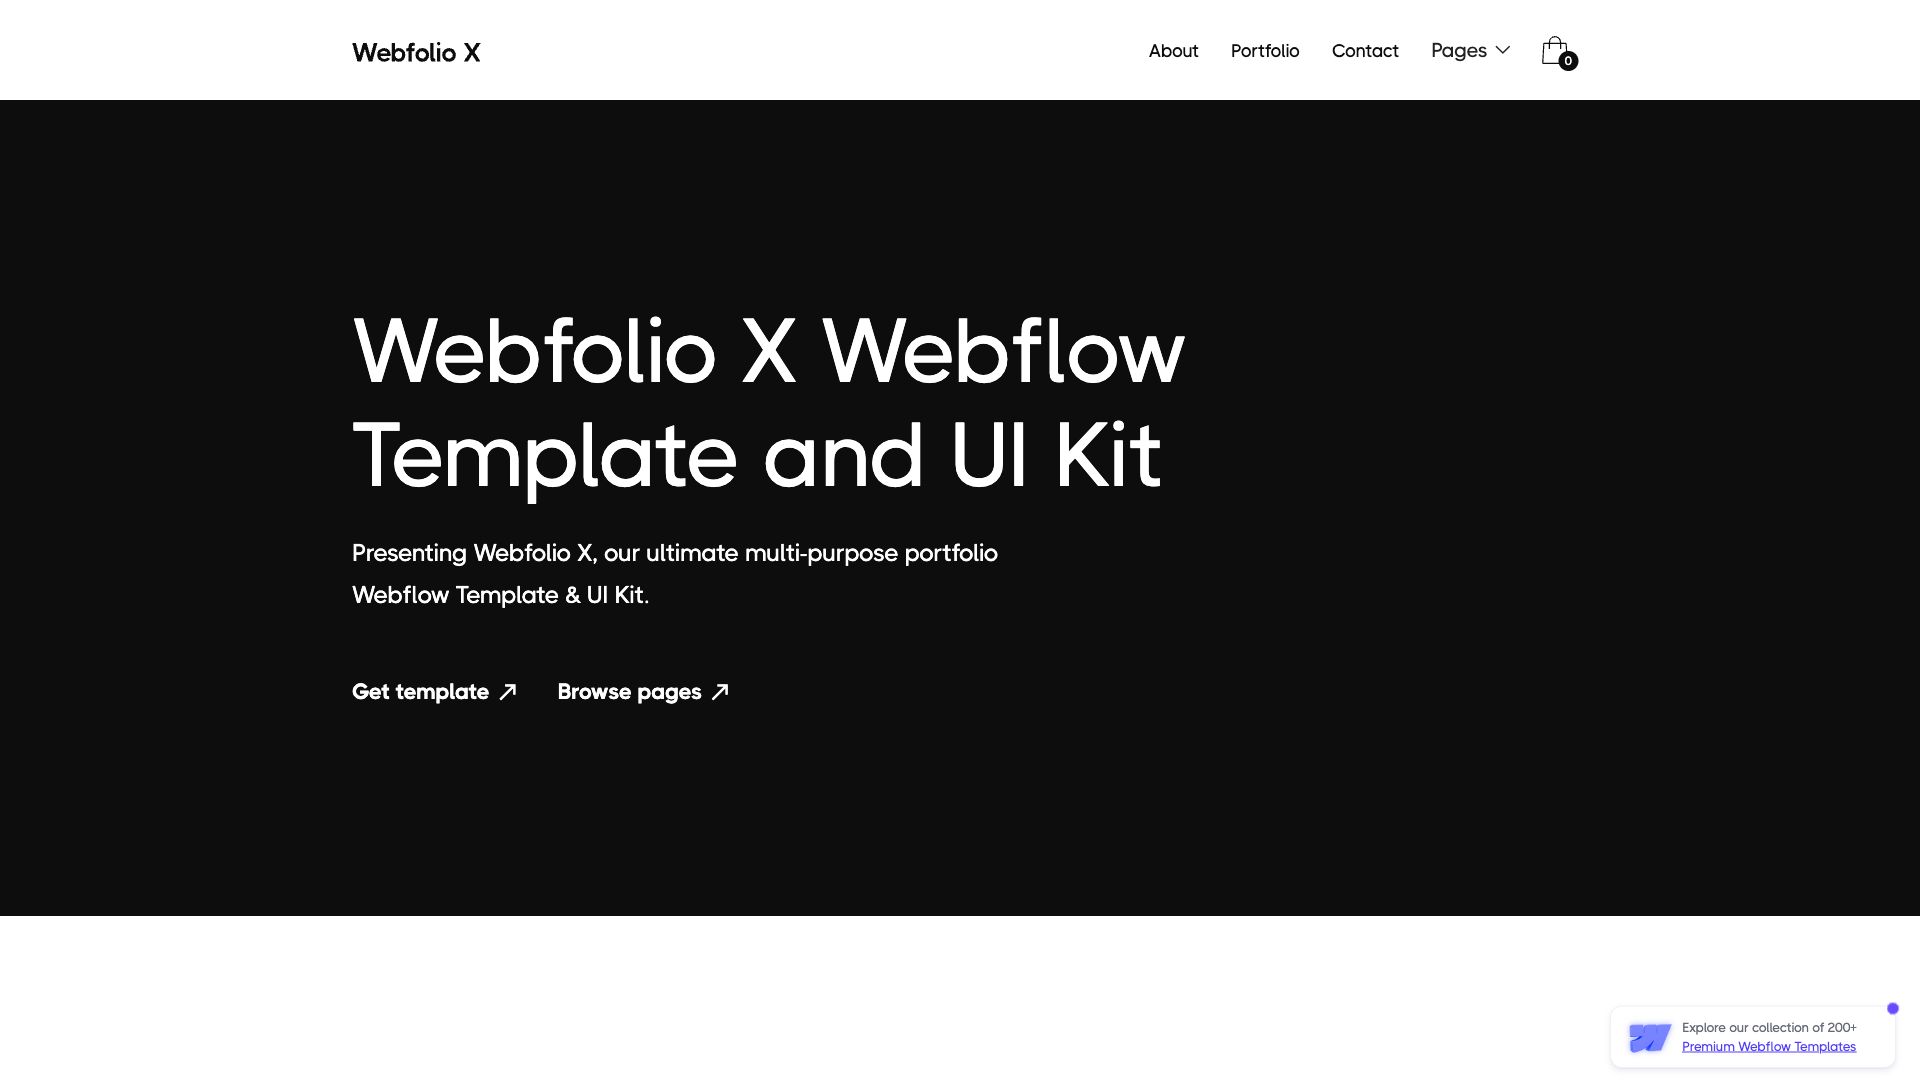 Webfolio X
About
Portfolio
Contact
Pages
0
Webfolio X Webflow
Template and UI Kit
Presenting Webfolio X, our ultimate multi-purpose portfolio
Webflow Template & UI Kit.
Get template
Browse pages
Explore our collection of 200+
Premium Webflow Templates